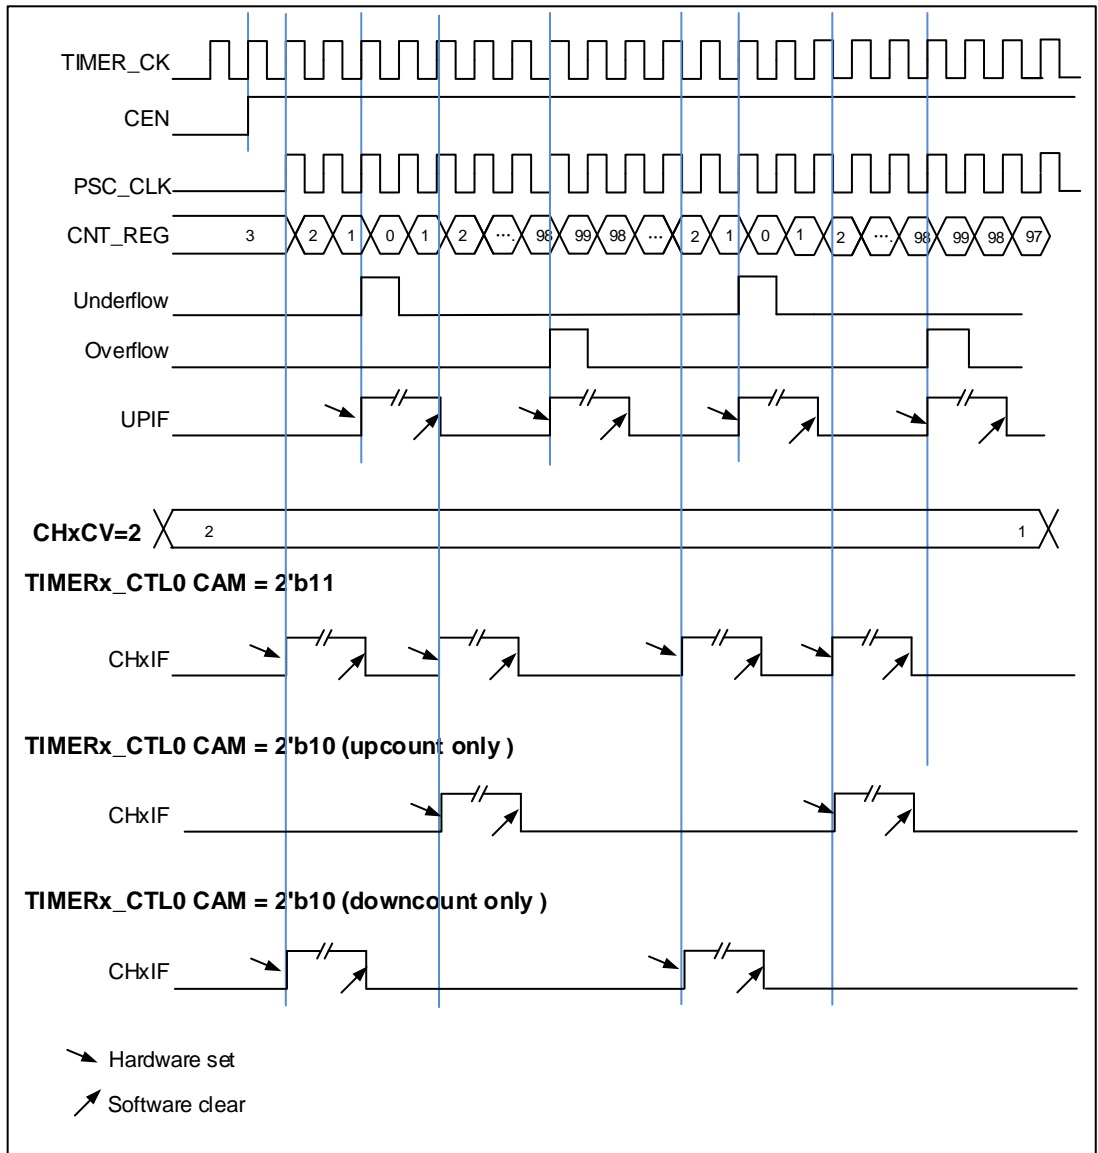 TIMER_CK
CEN
PSC_CLK
CNT_REG 3 2 1 0 1 2 .... 98 99 98 ... 2 1 0 1 2 .... 98 99 98 97
Underflow
Overflow
UPIF
CHxCV=2 2 1
TIMERx_CTL0 CAM = 2'b11
CHxIF
TIMERx_CTL0 CAM = 2'b10 (upcount only )
CHxIF
TIMERx_CTL0 CAM = 2'b10 (downcount only )
CHxIF
Hardware set
Software clear